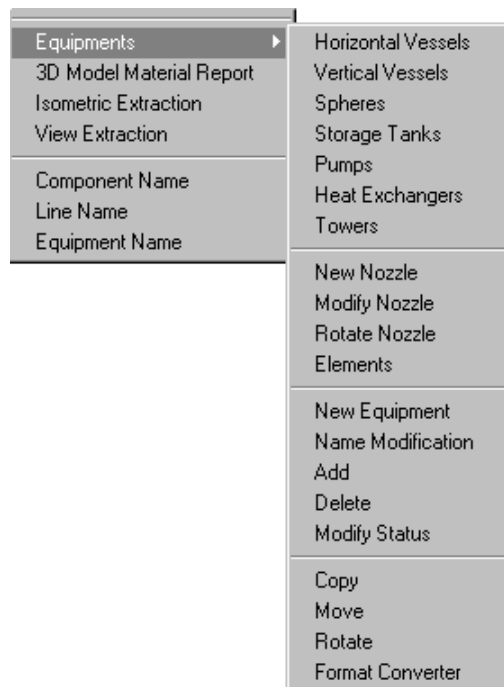 Equipments
3D Model Material Report
Isometric Extraction
View Extraction
Component Name
Line Name
Equipment Name
Horizontal Vessels
Vertical Vessels
Spheres
Storage Tanks
Pumps
Heat Exchangers
Towers
New Nozzle
Modify Nozzle
Rotate Nozzle
Elements
New Equipment
Name Modification
Add
Delete
Modify Status
Copy
Move
Rotate
Format Converter